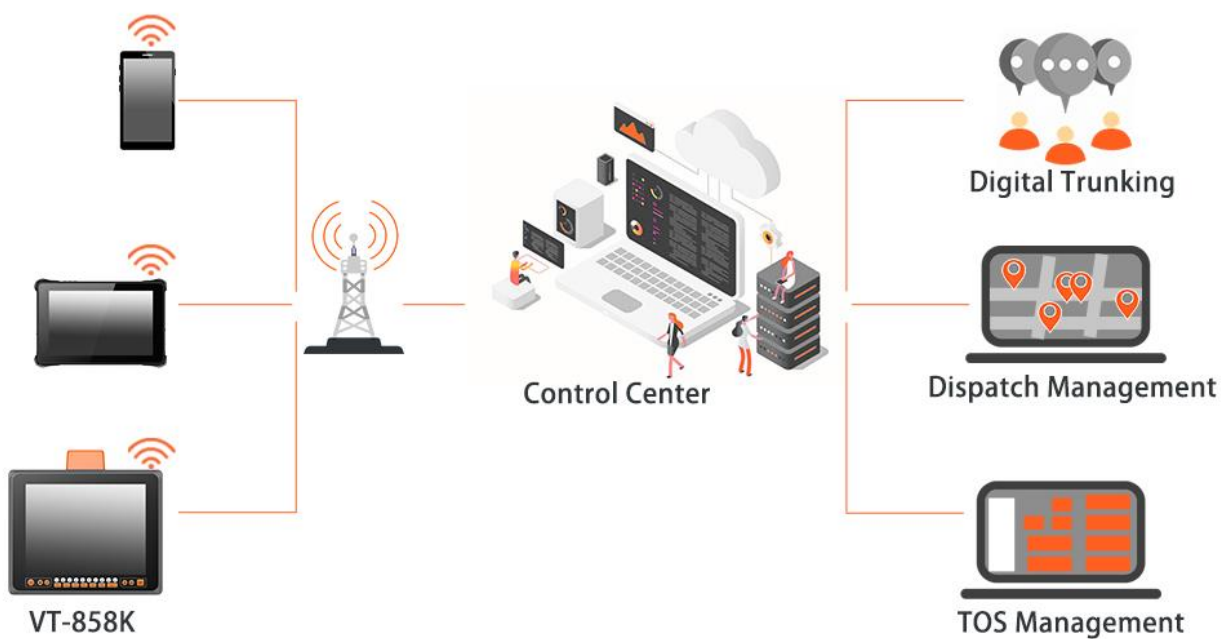 Digital Trunking
Control Center
Dispatch Management
VT-858K
TOS Management